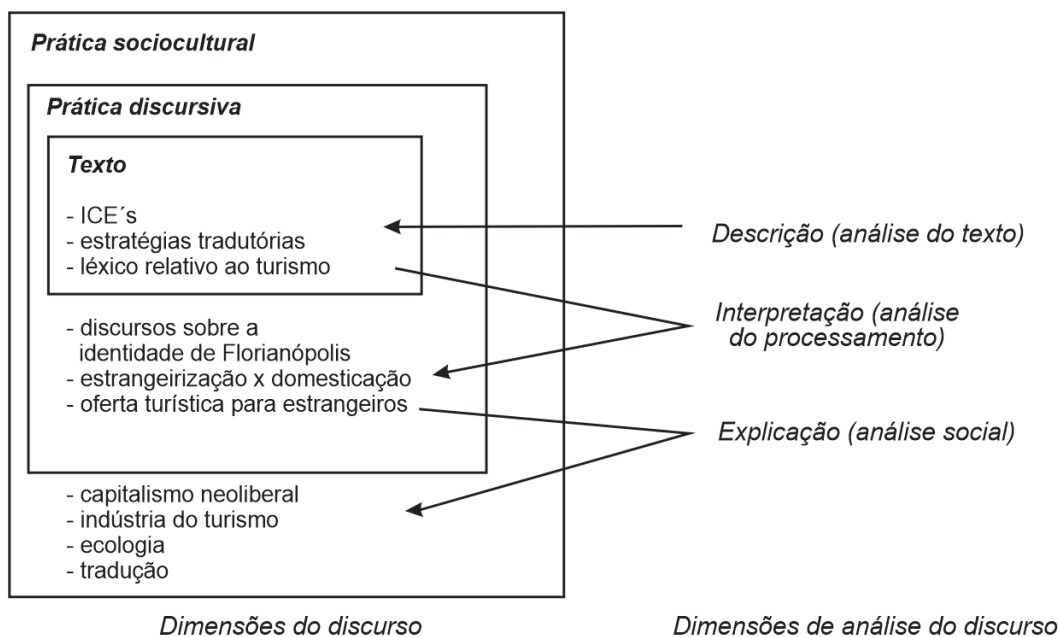 Prática sociocultural
Prática discursiva
Texto
- ICE´s
- estratégias tradutórias
- léxico relativo ao turismo
- discursos sobre a
identidade de Florianópolis
- estrangeirização x domesticação
- oferta turística para estrangeiros
- capitalismo neoliberal
- indústria do turismo
- ecologia
- tradução
Descrição (análise do texto)
Interpretação (análise
do processamento)
Explicação (análise social)
Dimensões do discurso
Dimensões de análise do discurso